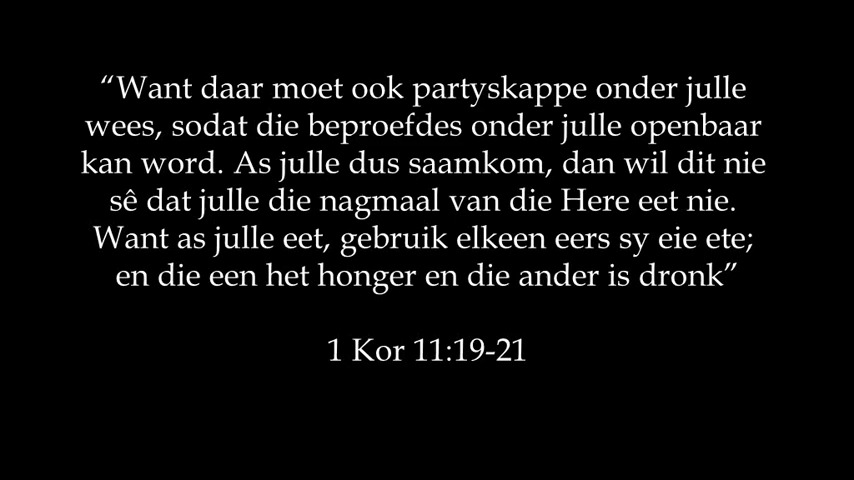 “Want daar moet ook partyskappe onder julle
wees, sodat die beproefdes onder julle openbaar
kan word. As julle dus saamkom, dan wil dit nie
sê dat julle die nagmaal van die Here eet nie.
Want as julle eet, gebruik elkeen eers sy eie ete;
en die een het honger en die ander is dronk”
1 Kor 11:19-21